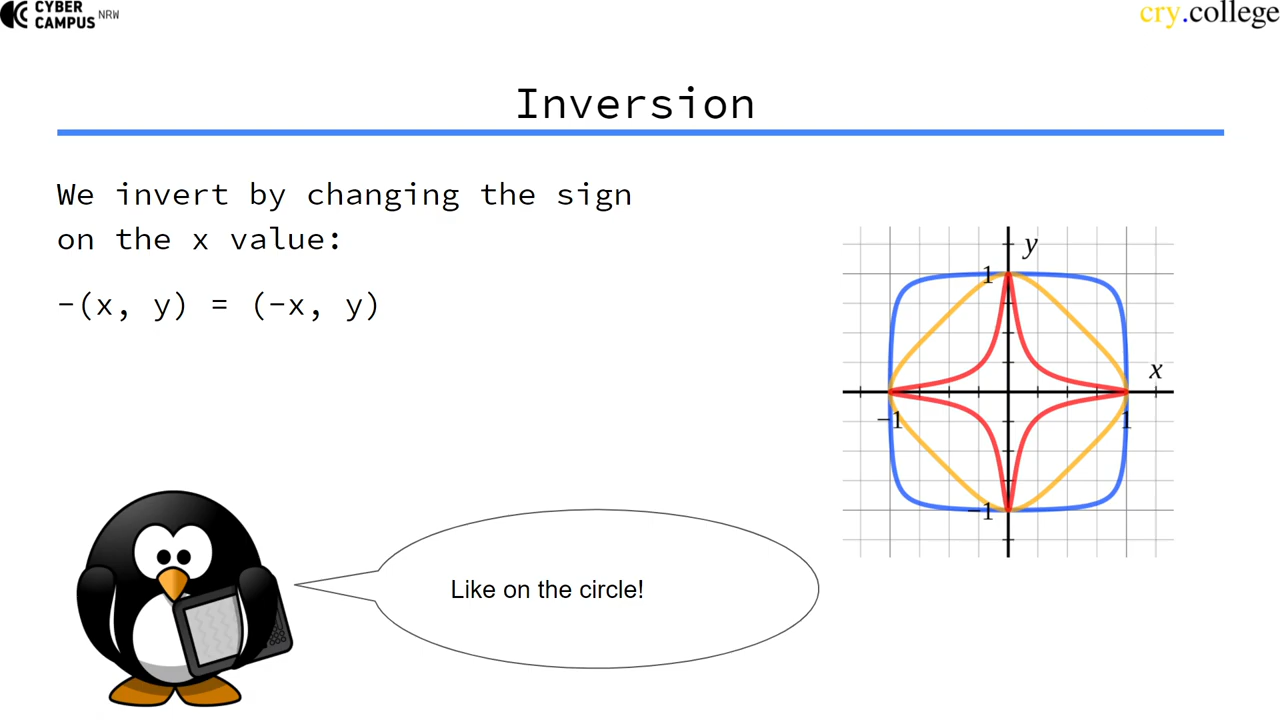 CYBER
CAMPUS NRW
cry.college
Inversion
We invert by changing the sign
on the x value:
-(x, y) = (-x, y)
y
1
x
−1
1
−1
Like on the circle!